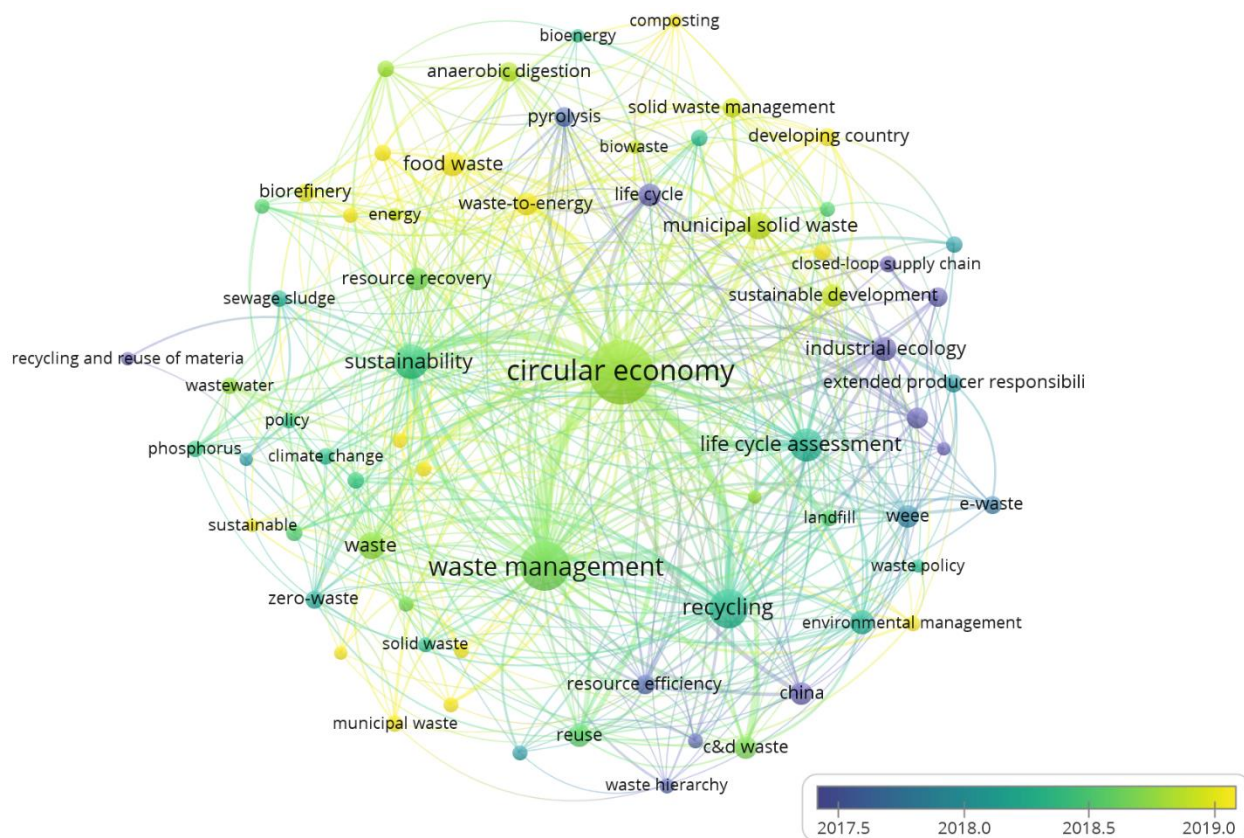 composting
bioenergy
anaerobic digestion
solid waste management
pyrolysis
developing country
biowaste
food waste
biorefinery
life cycle
waste-to-energy
energy
municipal solid waste
closed-loop supply chain
resource recovery
sewage sludge
sustainable development
industrial ecology
recycling and reuse of materia
sustainability
circular economy
wastewater
extended producer responsibili
policy
phosphorus
climate change
life cycle assessment
sustainable
landfill
weee
e-waste
waste
waste management
waste policy
zero-waste
recycling
environmental management
solid waste
resource efficiency
china
municipal waste
reuse
c&d waste
waste hierarchy
2017.5 2018.0 2018.5 2019.0